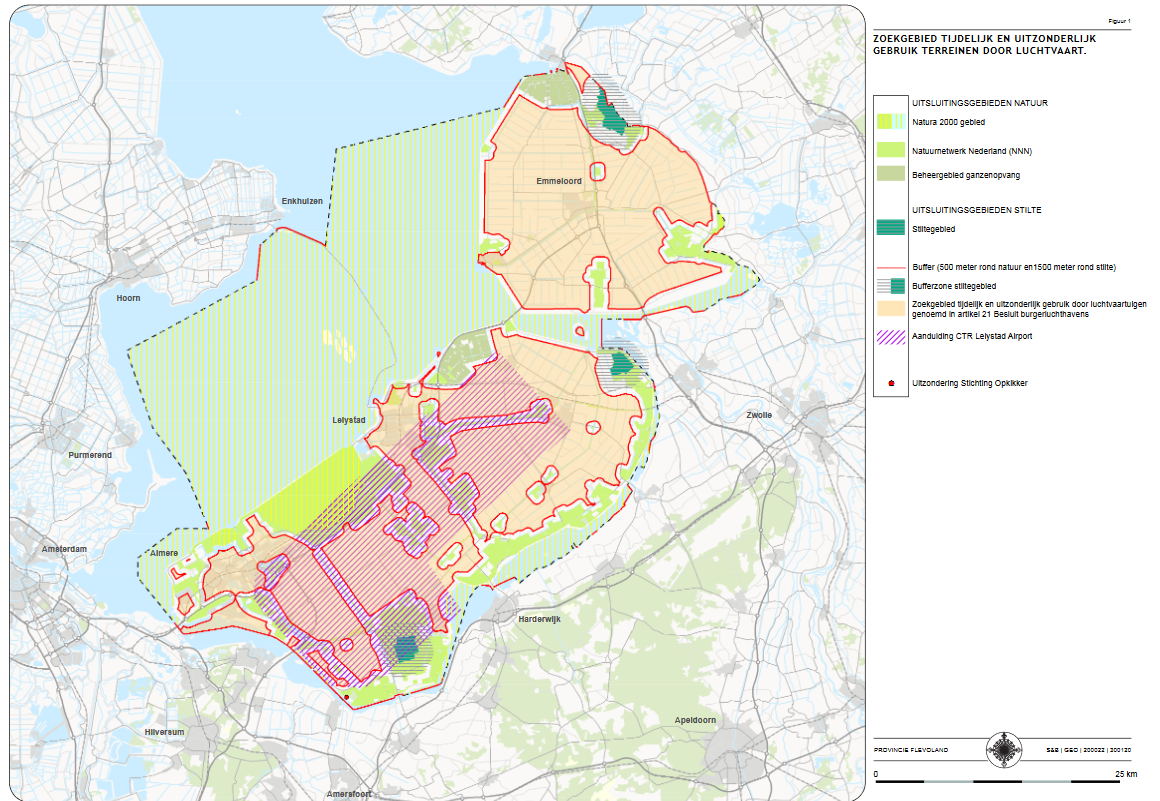 Figuur 1
ZOEKGEBIED TIJDELIJK EN UITZONDERLIJK
GEBRUIK TERREINEN DOOR LUCHTVAART.
UITSLUITINGSGEBIEDEN NATUUR
Natura 2000 gebied
Natuurnetwerk Nederland (NNN)
Beheergebied ganzenopvang
UITSLUITINGSGEBIEDEN STILTE
Stiltegebied
Buffer (500 meter rond natuur en1500 meter rond stilte)
Bufferzone stiltegebied
Zoekgebied tijdelijk en uitzonderlijk gebruik door luchtvaartuigen
genoemd in artikel 21 Besluit burgerluchthavens
Aanduiding CTR Lelystad Airport
Uitzondering Stichting Opkikker
Emmeloord
Enkhuizen
Hoorn
Lelystad
Zwolle
Purmerend
Amsterdam
Almere
Harderwijk
Apeldoorn
Hilversum
Amersfoort
PROVINCIE FLEVOLAND
S&B | GEO | 200022 | 300120
0
25 km